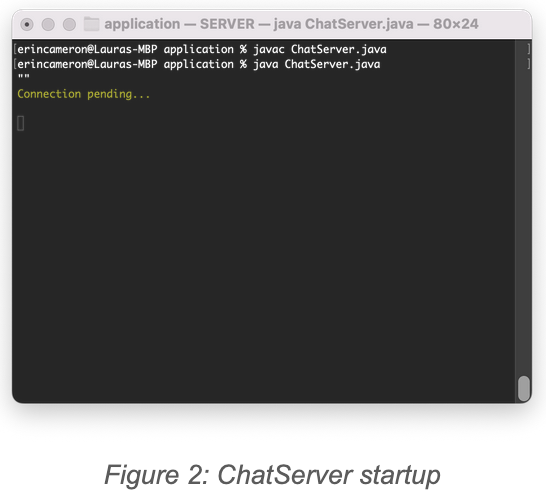 application — SERVER — java ChatServer.java — 80×24
[erincameron@Lauras-MBP application % javac ChatServer.java ]
[erincameron@Lauras-MBP application % java ChatServer.java ]
""
Connection pending...
Figure 2: ChatServer startup